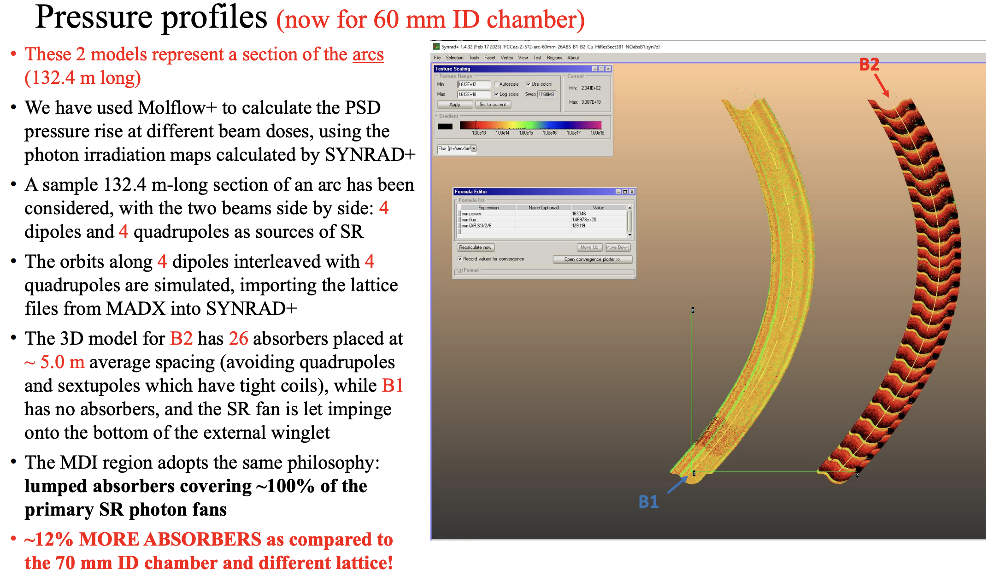 Pressure profiles (now for 60 mm ID chamber)
• These 2 models represent a section of the arcs
(132.4 m long)
• We have used Molflow+ to calculate the PSD
pressure rise at different beam doses, using the
photon irradiation maps calculated by SYNRAD+
• A sample 132.4 m-long section of an arc has been
considered, with the two beams side by side: 4
dipoles and 4 quadrupoles as sources of SR
• The orbits along 4 dipoles interleaved with 4
quadrupoles are simulated, importing the lattice
files from MADX into SYNRAD+
• The 3D model for B2 has 26 absorbers placed at
~ 5.0 m average spacing (avoiding quadrupoles
and sextupoles which have tight coils), while B1
has no absorbers, and the SR fan is let impinge
onto the bottom of the external winglet
• The MDI region adopts the same philosophy:
lumped absorbers covering ~100% of the
primary SR photon fans
• ~12% MORE ABSORBERS as compared to
the 70 mm ID chamber and different lattice!
Synrad+ 1.4.32 (Feb 17 2023) [FCCee-Z-572-arc-60mm_26ABS_B1_B2_Cu_HiResSect3B1_NOabsB1.syn7z]
File Selection Tools Facet Vertex View Test Regions About
Texture Scaling
Texture Range Current
Min 1.613E+12 Autoscale Use colors Min: 2.041E+02
Max 1.613E+18 Log scale Swap 17.68MB Max: 3.387E+18
Apply Set to current
Gradient
1.00e13 1.00e14 1.00e15 1.00e16 1.00e17 1.00e18
Flux (ph/sec/cm²
Formula Editor
Formula list
Expression Name (optional) Value
sumpower 163046
sumflux 1.46973e+20
sum(AR,S1)/2/6 129.119
Recalculate now Move Up Move Down
Record values for convergence Open convergence plotter >>
Format
B2
y
z
x
B1